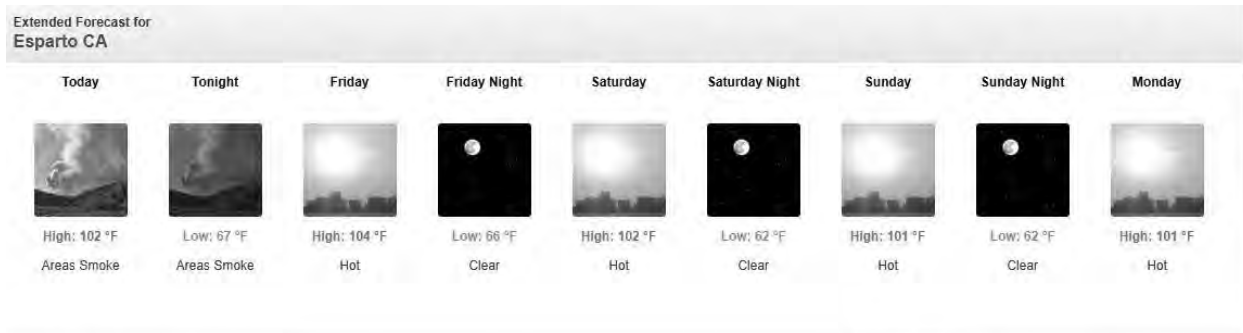 Extended Forecast for
Esparto CA
Today Tonight Friday Friday Night Saturday Saturday Night Sunday Sunday Night Monday
High: 102 °F Low: 67 °F High: 104 °F Low: 66 °F High: 102 °F Low: 62 °F High: 101 °F Low: 62 °F High: 101 °F
Areas Smoke Areas Smoke Hot Clear Hot Clear Hot Clear Hot